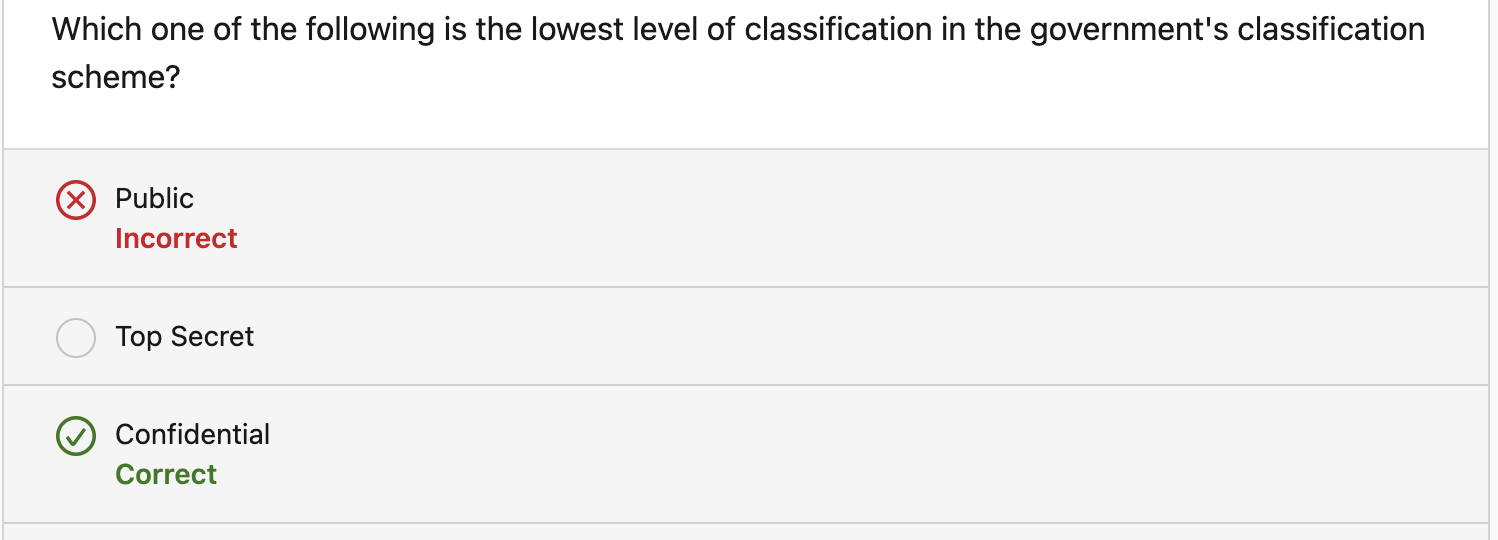 Which one of the following is the lowest level of classification in the government's classification
scheme?
Public
Incorrect
Top Secret
Confidential
Correct